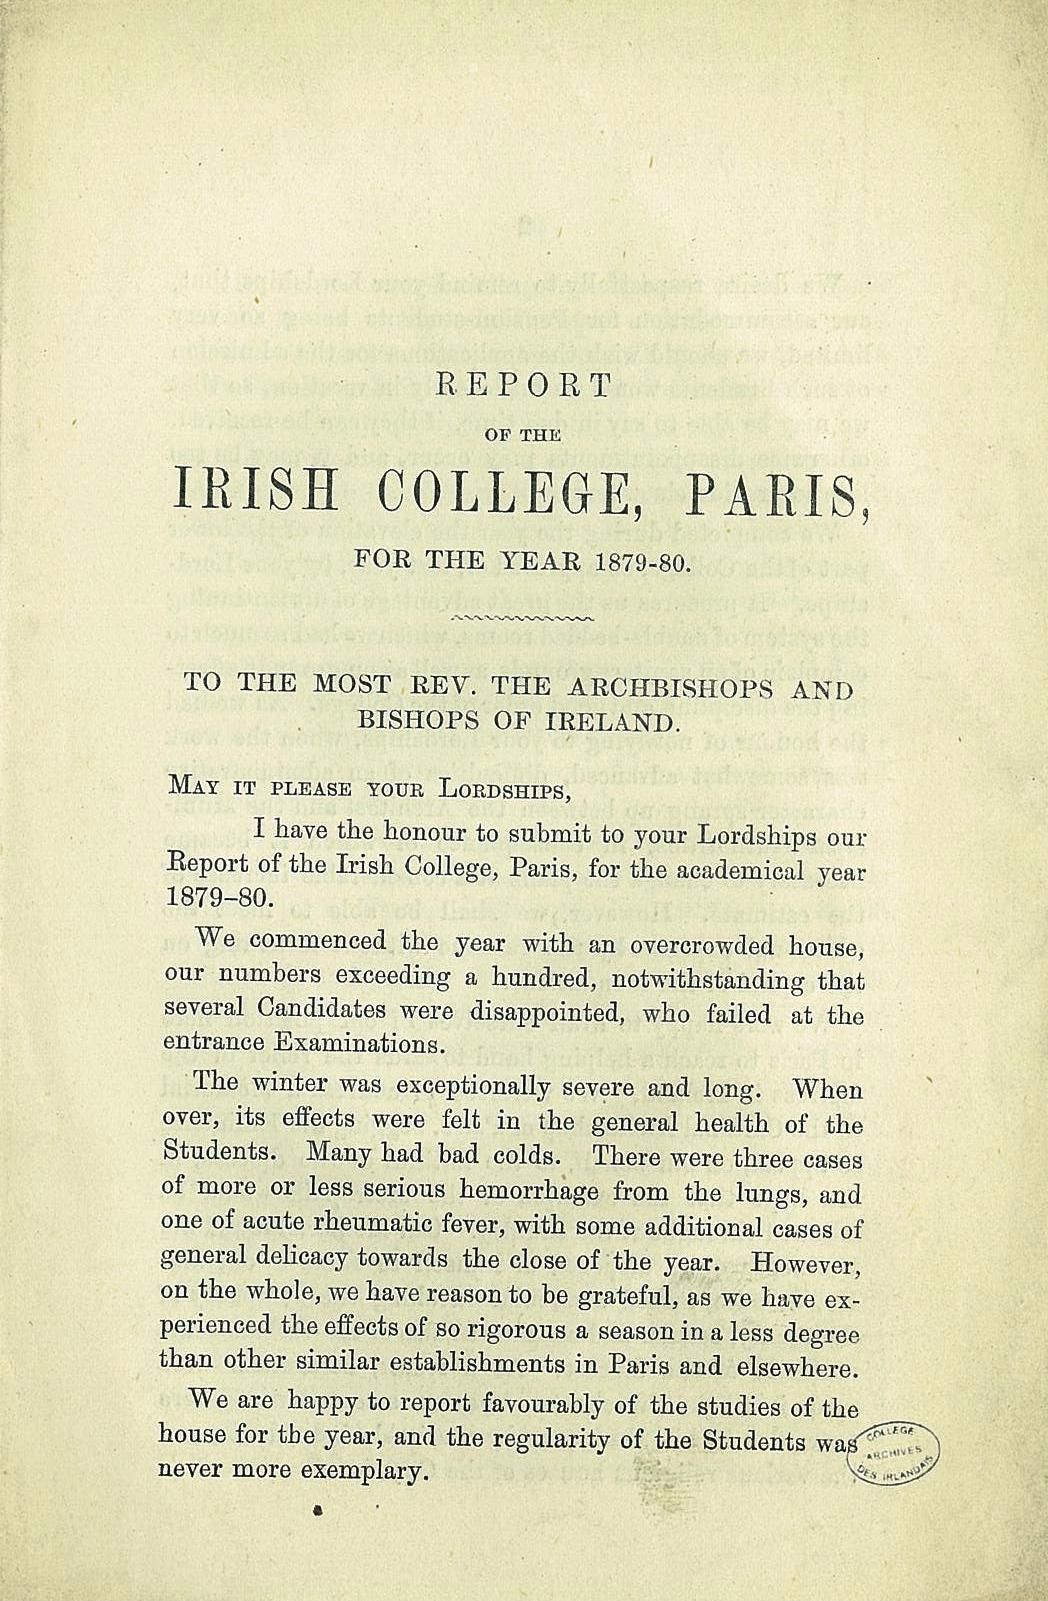 REPORT
OF THE
IRISH COLLEGE, PARIS,
FOR THE YEAR 1879-80.
TO THE MOST REV. THE ARCHBISHOPS AND
BISHOPS OF IRELAND.
MAY IT PLEASE YOUR LORDSHIPS,
I have the honour to submit to your Lordships our
Report of the Irish College, Paris, for the academical year
1879–80.
We commenced the year with an overcrowded house,
our numbers exceeding a hundred, notwithstanding that
several Candidates were disappointed, who failed at the
entrance Examinations.
The winter was exceptionally severe and long. When
over, its effects were felt in the general health of the
Students. Many had bad colds. There were three cases
of more or less serious hemorrhage from the lungs, and
one of acute rheumatic fever, with some additional cases of
general delicacy towards the close of the year. However,
on the whole, we have reason to be grateful, as we have ex-
perienced the effects of so rigorous a season in a less degree
than other similar establishments in Paris and elsewhere.
We are happy to report favourably of the studies of the
house for the year, and the regularity of the Students was
never more exemplary.
COLLEGE
ARCHIVES
DES IRLANDAIS